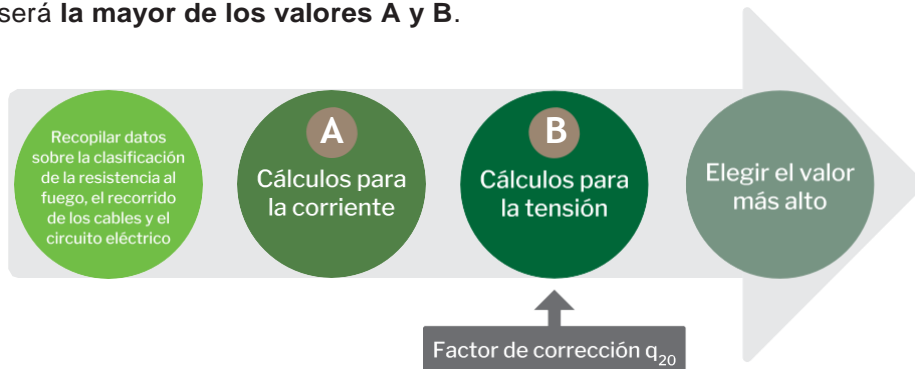 será la mayor de los valores A y B.
Recopilar datos
sobre la clasificación
de la resistencia al
fuego, el recorrido
de los cables y el
circuito eléctrico
A
Cálculos para
la corriente
B
Cálculos para
la tensión
Elegir el valor
más alto
Factor de corrección q₂₀